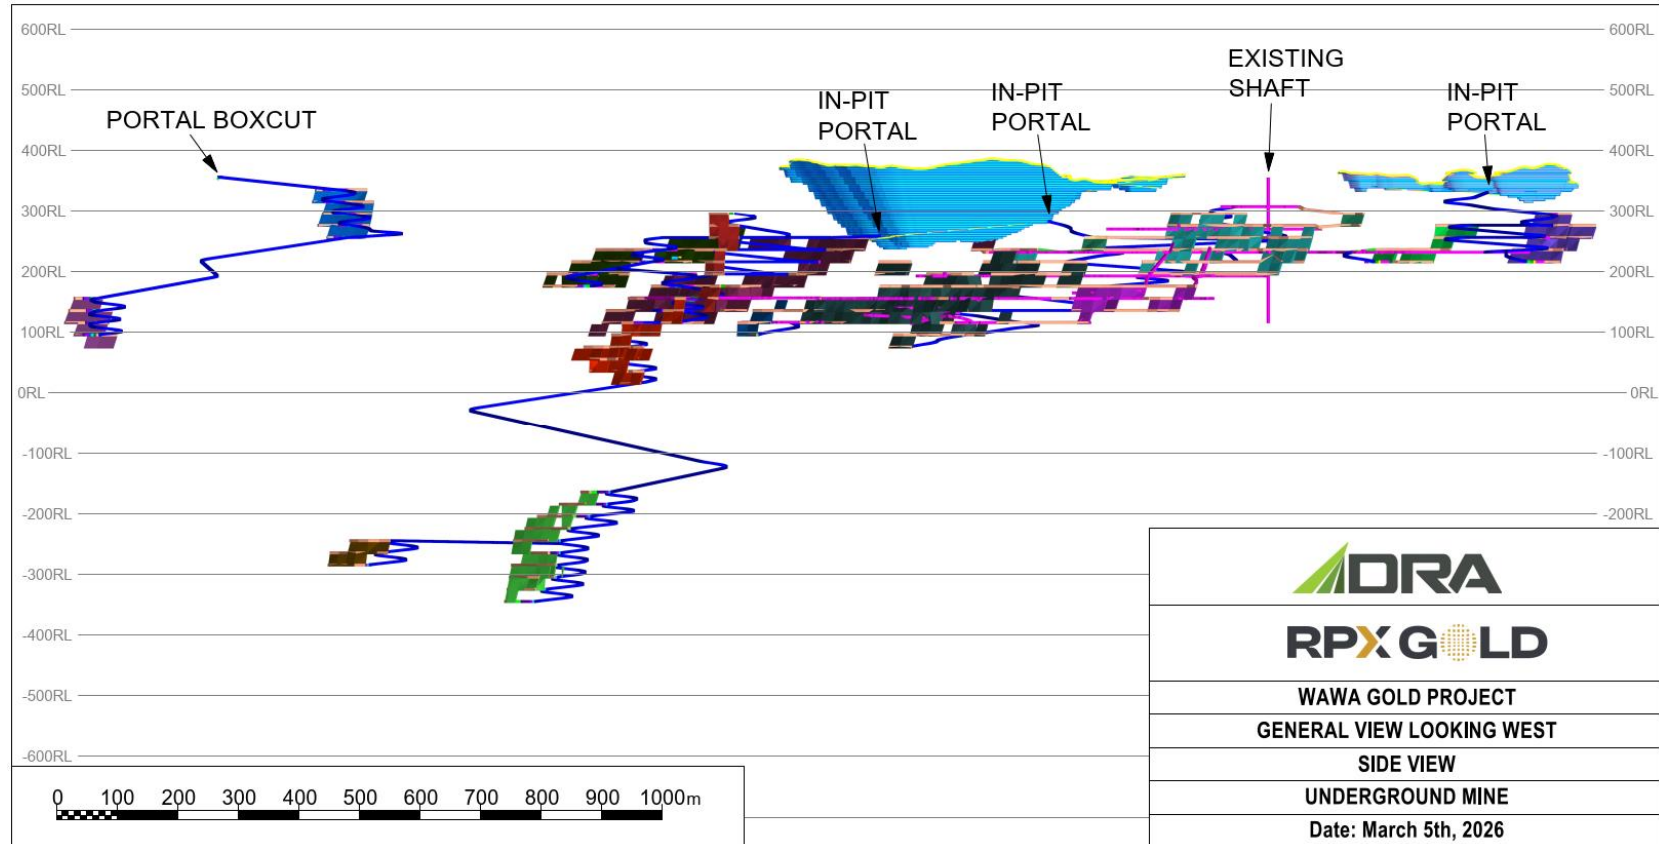 600RL
600RL
500RL
500RL
EXISTING
SHAFT
IN-PIT
PORTAL
IN-PIT
PORTAL
IN-PIT
PORTAL
PORTAL BOXCUT
400RL
400RL
300RL
300RL
200RL
200RL
100RL
100RL
0RL
0RL
-100RL
-100RL
-200RL
-200RL
-300RL
-400RL
-500RL
-600RL
0 100 200 300 400 500 600 700 800 900 1000m
DRA
RPX GOLD
WAWA GOLD PROJECT
GENERAL VIEW LOOKING WEST
SIDE VIEW
UNDERGROUND MINE
Date: March 5th, 2026